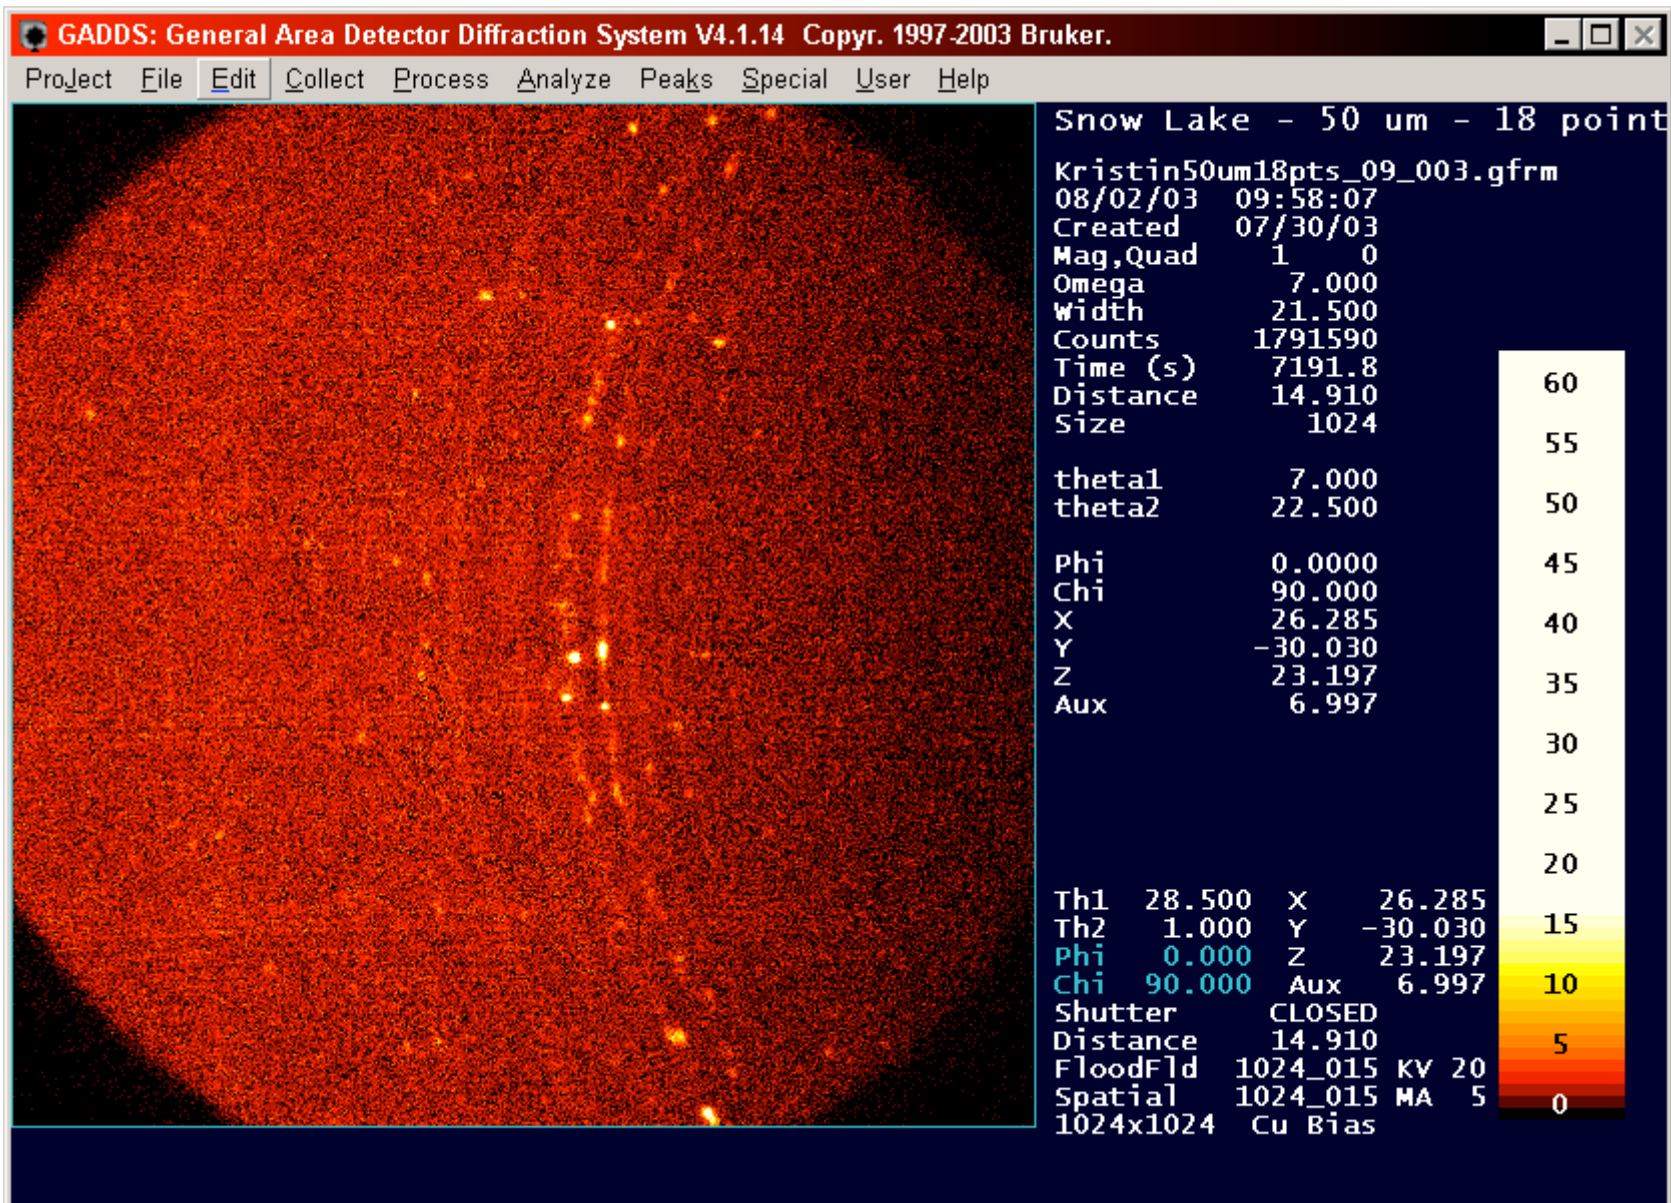 GADDS: General Area Detector Diffraction System V4.1.14 Copyr. 1997-2003 Bruker.
ProJect File Edit Collect Process Analyze Peaks Special User Help
Snow Lake - 50 um - 18 point
Kristin50um18pts_09_003.gfrm
08/02/03 09:58:07
Created 07/30/03
Mag,Quad 1 0
Omega 7.000
Width 21.500
Counts 1791590
Time (s) 7191.8
Distance 14.910
Size 1024
theta1 7.000
theta2 22.500
Phi 0.0000
Chi 90.000
X 26.285
Y -30.030
Z 23.197
Aux 6.997
Th1 28.500 X 26.285
Th2 1.000 Y -30.030
Phi 0.000 Z 23.197
Chi 90.000 Aux 6.997
Shutter CLOSED
Distance 14.910
FloodFld 1024_015 KV 20
Spatial 1024_015 MA 5
1024x1024 Cu Bias
60
55
50
45
40
35
30
25
20
15
10
5
0